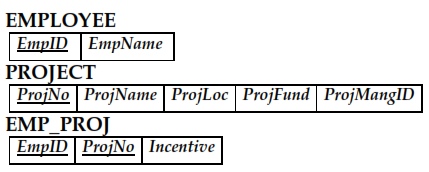 EMPLOYEE
EmpID EmpName
PROJECT
ProjNo ProjName ProjLoc ProjFund ProjMangID
EMP_PROJ
EmpID ProjNo Incentive